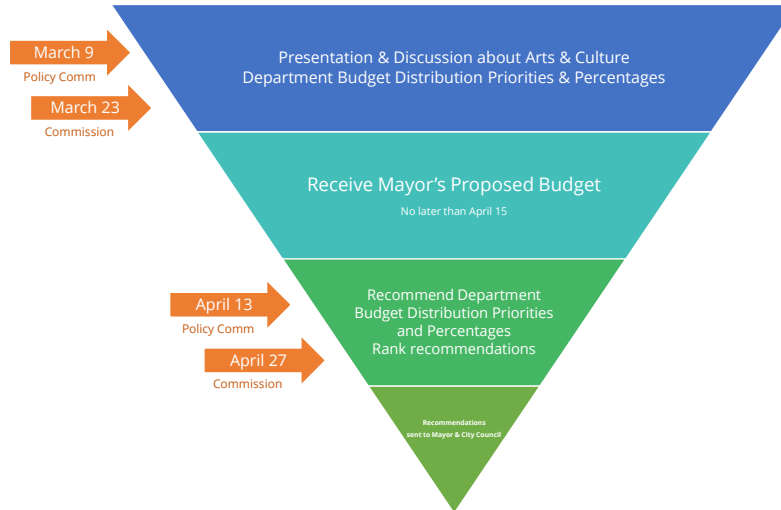 March 9
Policy Comm
March 23
Commission
Presentation & Discussion about Arts & Culture
Department Budget Distribution Priorities & Percentages
Receive Mayor’s Proposed Budget
No later than April 15
April 13
Policy Comm
April 27
Commission
Recommend Department
Budget Distribution Priorities
and Percentages
Rank recommendations
Recommendations
sent to Mayor & City Council